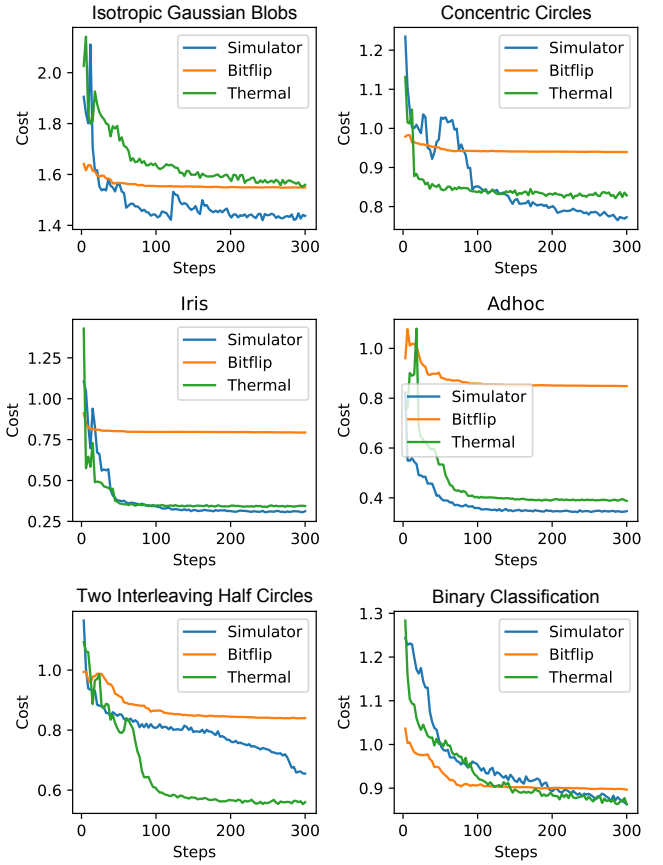 Isotropic Gaussian Blobs
Cost
2.0
1.8
1.6
1.4
Simulator
Bitflip
Thermal
0 100 200 300
Steps
Concentric Circles
Cost
1.2
1.1
1.0
0.9
0.8
Simulator
Bitflip
Thermal
0 100 200 300
Steps
Iris
Cost
1.25
1.00
0.75
0.50
0.25
Simulator
Bitflip
Thermal
0 100 200 300
Steps
Adhoc
Cost
1.0
0.8
0.6
0.4
Simulator
Bitflip
Thermal
0 100 200 300
Steps
Two Interleaving Half Circles
Cost
1.0
0.8
0.6
Simulator
Bitflip
Thermal
0 100 200 300
Steps
Binary Classification
Cost
1.3
1.2
1.1
1.0
0.9
Simulator
Bitflip
Thermal
0 100 200 300
Steps